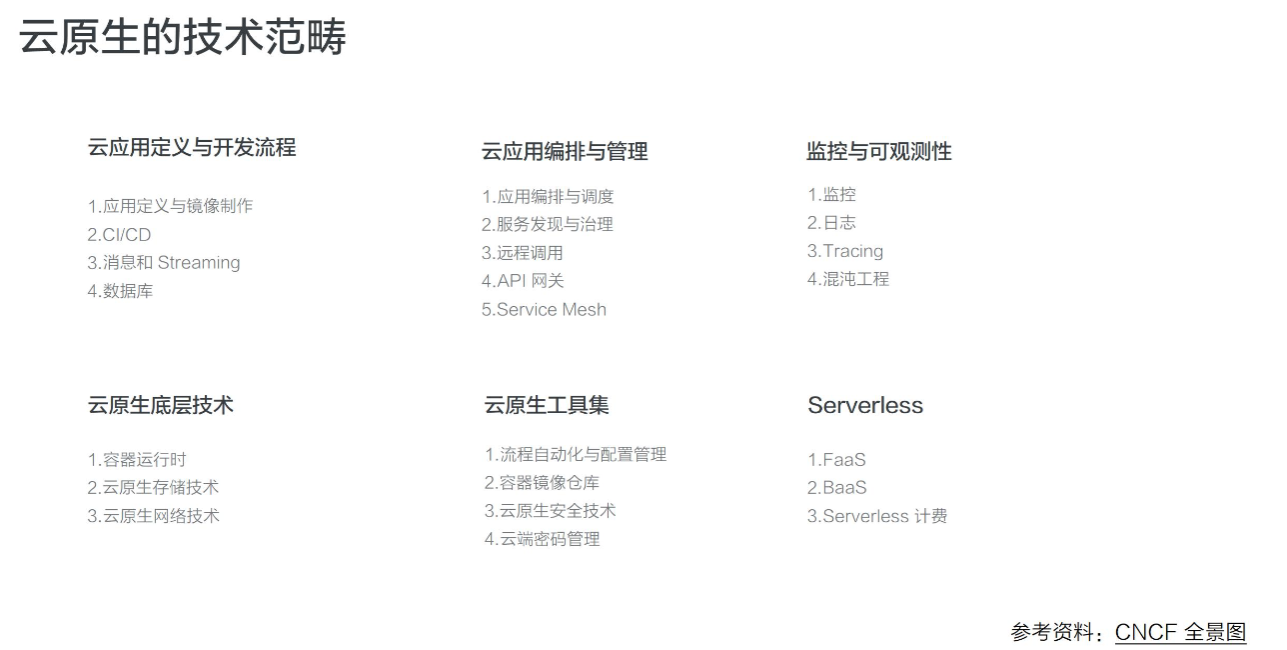 云原生的技术范畴
云应用定义与开发流程
1.应用定义与镜像制作
2.CI/CD
3.消息和 Streaming
4.数据库
云应用编排与管理
1.应用编排与调度
2.服务发现与治理
3.远程调用
4.API 网关
5.Service Mesh
监控与可观测性
1.监控
2.日志
3.Tracing
4.混沌工程
云原生底层技术
1.容器运行时
2.云原生存储技术
3.云原生网络技术
云原生工具集
1.流程自动化与配置管理
2.容器镜像仓库
3.云原生安全技术
4.云端密码管理
Serverless
1.FaaS
2.BaaS
3.Serverless 计费
参考资料：CNCF 全景图